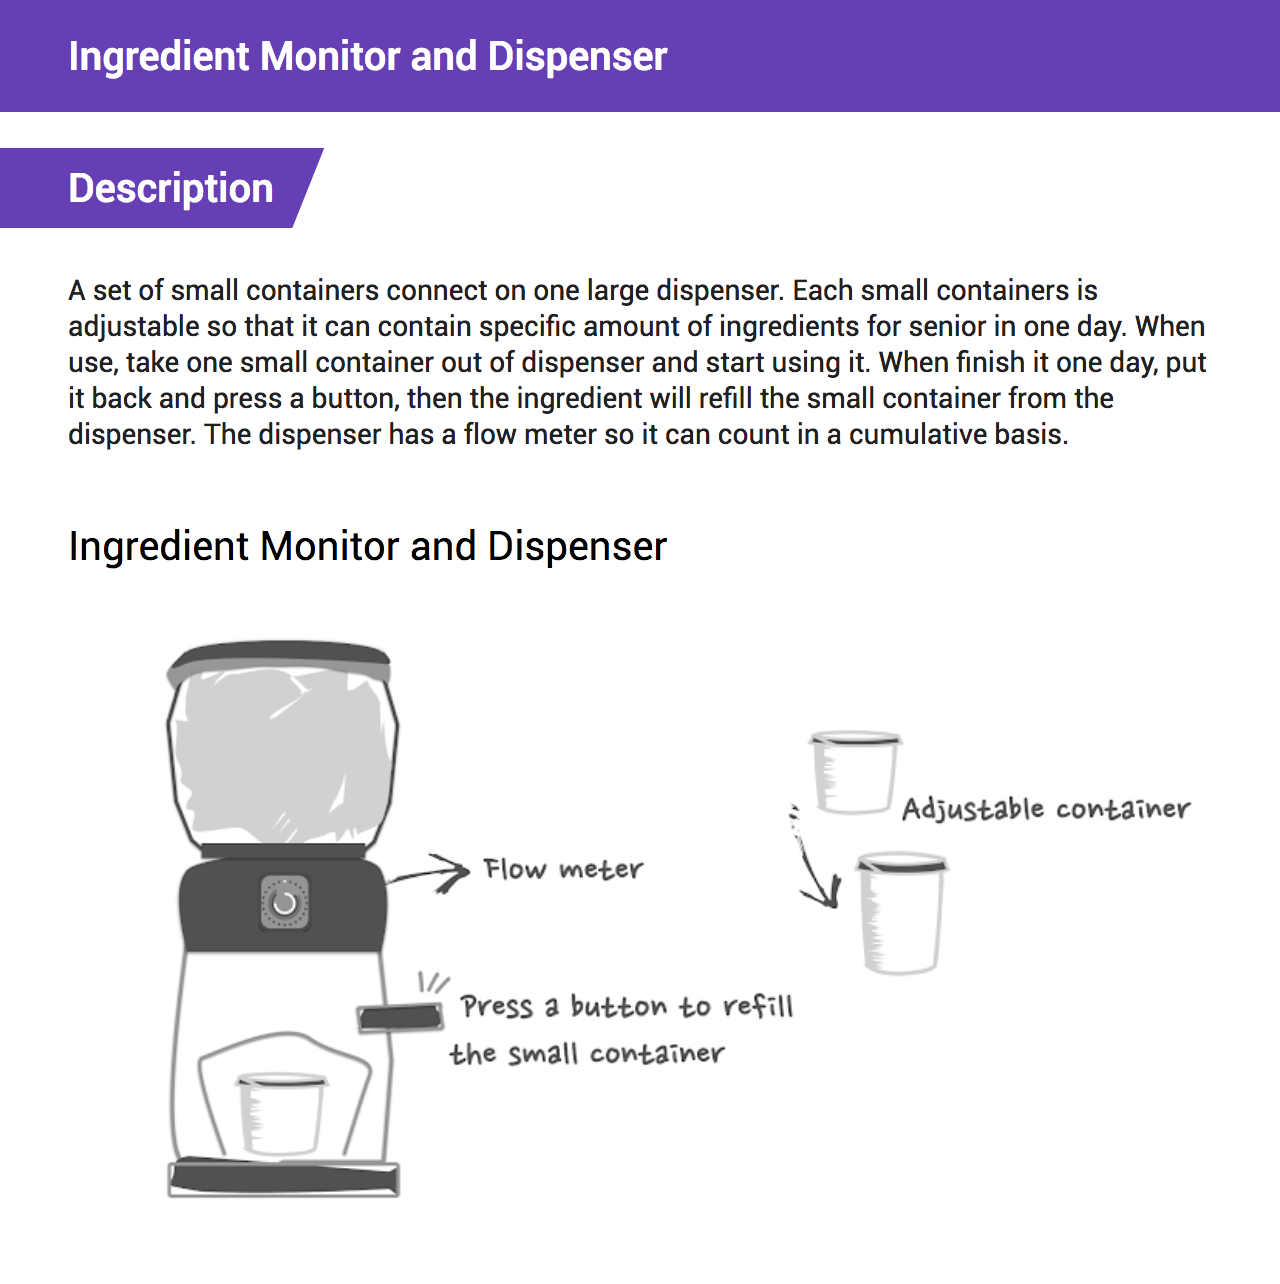 Ingredient Monitor and Dispenser
Description
A set of small containers connect on one large dispenser. Each small containers is
adjustable so that it can contain specific amount of ingredients for senior in one day. When
use, take one small container out of dispenser and start using it. When finish it one day, put
it back and press a button, then the ingredient will refill the small container from the
dispenser. The dispenser has a flow meter so it can count in a cumulative basis.
Ingredient Monitor and Dispenser
Adjustable container
Flow meter
Press a button to refill
the small container